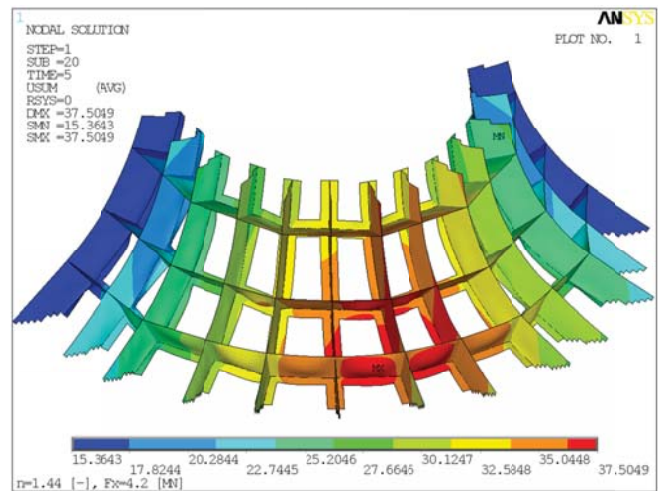 1
NODAL SOLUTION
STEP=1
SUB =20
TIME=5
USUM (AVG)
RSYS=0
DMX =37.5049
SMN =15.3643
SMX =37.5049
ANSYS
PLOT NO. 1
MN
MX
15.3643 20.2844 25.2046 30.1247 35.0448
17.8244 22.7445 27.6645 32.5848 37.5049
n=1.44 [-], Fx=4.2 [MN]